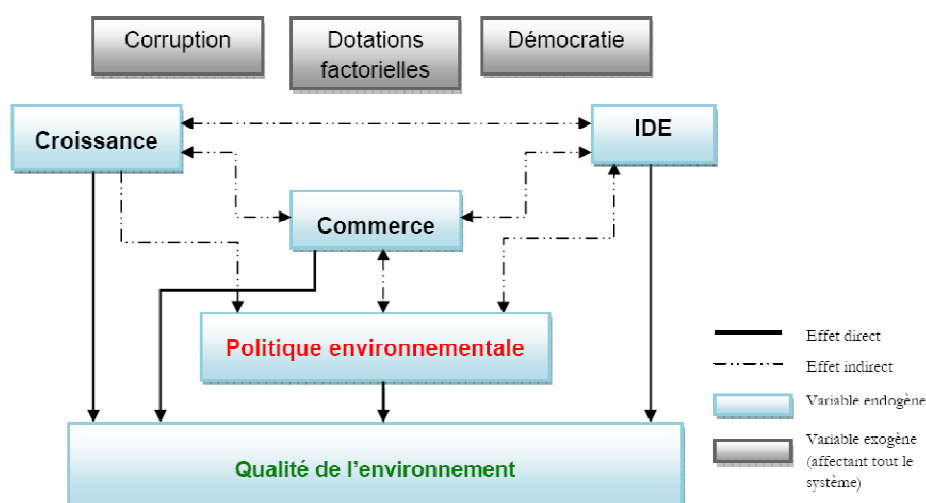 Corruption
Dotations
factorielles
Démocratie
Croissance
IDE
Commerce
Politique environnementale
Qualité de l'environnement
Effet direct
Effet indirect
Variable endogène
Variable exogène
(affectant tout le
système)